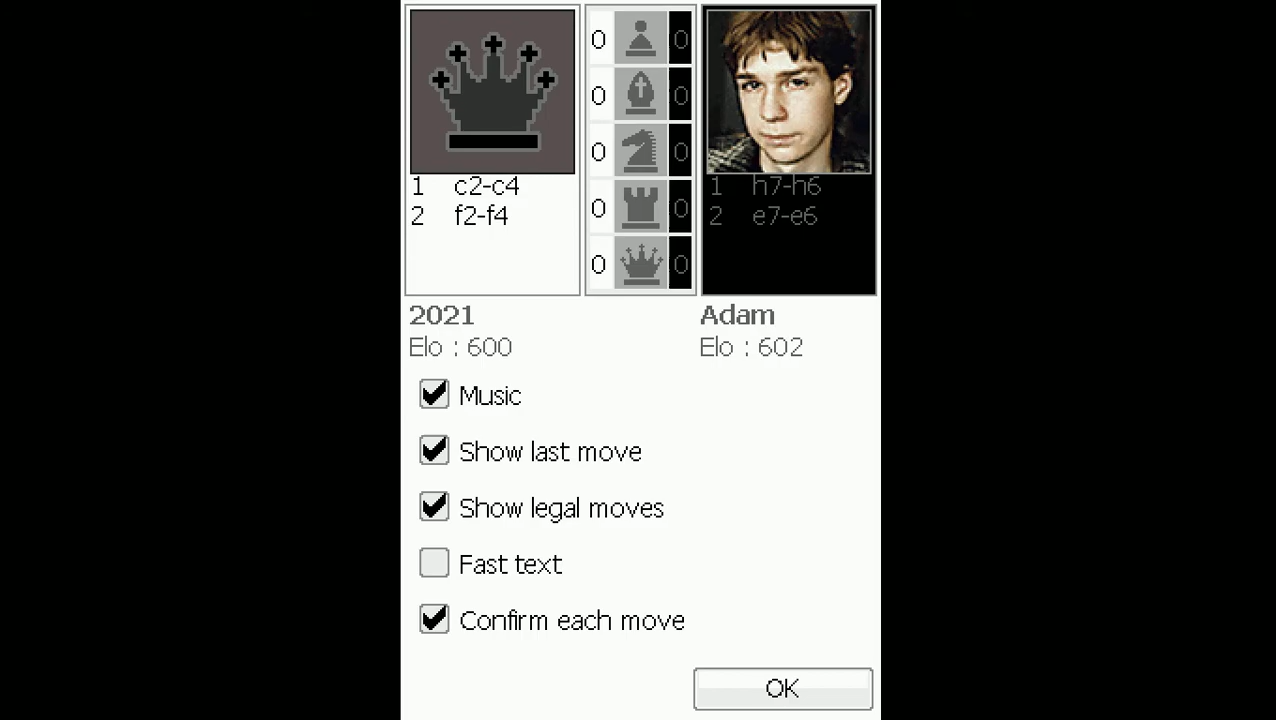 0 0
0 0
0 0
0 0
0 0
1 c2-c4
2 f2-f4
1 h7-h6
2 e7-e6
2021
Elo : 600
Adam
Elo : 602
Music
Show last move
Show legal moves
Fast text
Confirm each move
OK